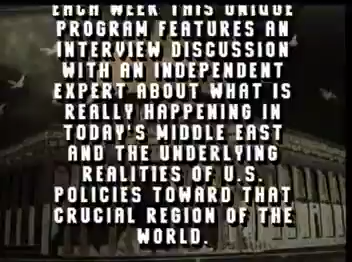 EACH WEEK THIS UNIQUE
PROGRAM FEATURES AN
INTERVIEW DISCUSSION
WITH AN INDEPENDENT
EXPERT ABOUT WHAT IS
REALLY HAPPENING IN
TODAY'S MIDDLE EAST
AND THE UNDERLYING
REALITIES OF U.S.
POLICIES TOWARD THAT
CRUCIAL REGION OF THE
WORLD.